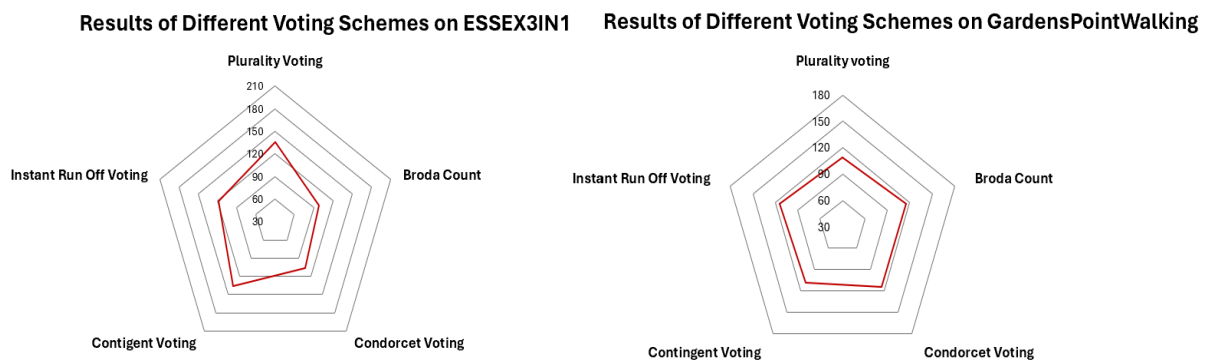 Results of Different Voting Schemes on ESSEX3IN1
Plurality Voting
210
180
150
120
90
60
30
Instant Run Off Voting
Broda Count
Contigent Voting
Condorcet Voting
Results of Different Voting Schemes on GardensPointWalking
Plurality voting
180
150
120
90
60
30
Instant Run Off Voting
Broda Count
Contingent Voting
Condorcet Voting